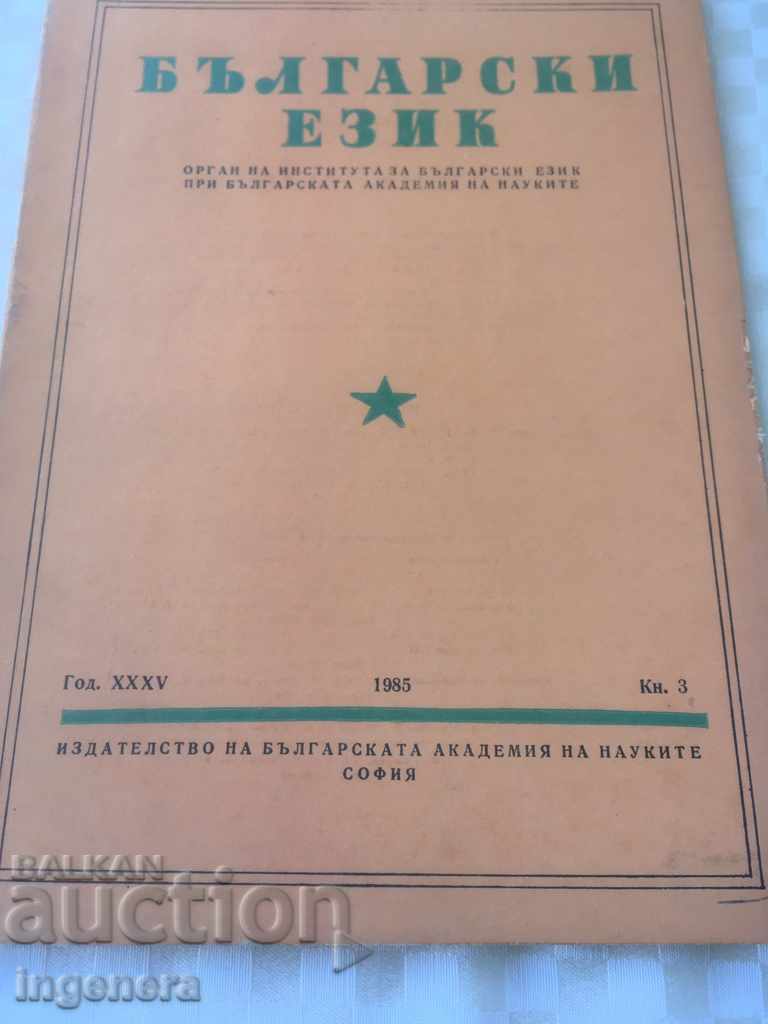 БЪЛГАРСКИ
ЕЗИК
ОРГАН НА ИНСТИТУТА ЗА БЪЛГАРСКИ ЕЗИК
ПРИ БЪЛГАРСКАТА АКАДЕМИЯ НА НАУКИТЕ
Год. XXXV 1985 Кн. 3
ИЗДАТЕЛСТВО НА БЪЛГАРСКАТА АКАДЕМИЯ НА НАУКИТЕ
СОФИЯ
BALKAN
auction
ingenera